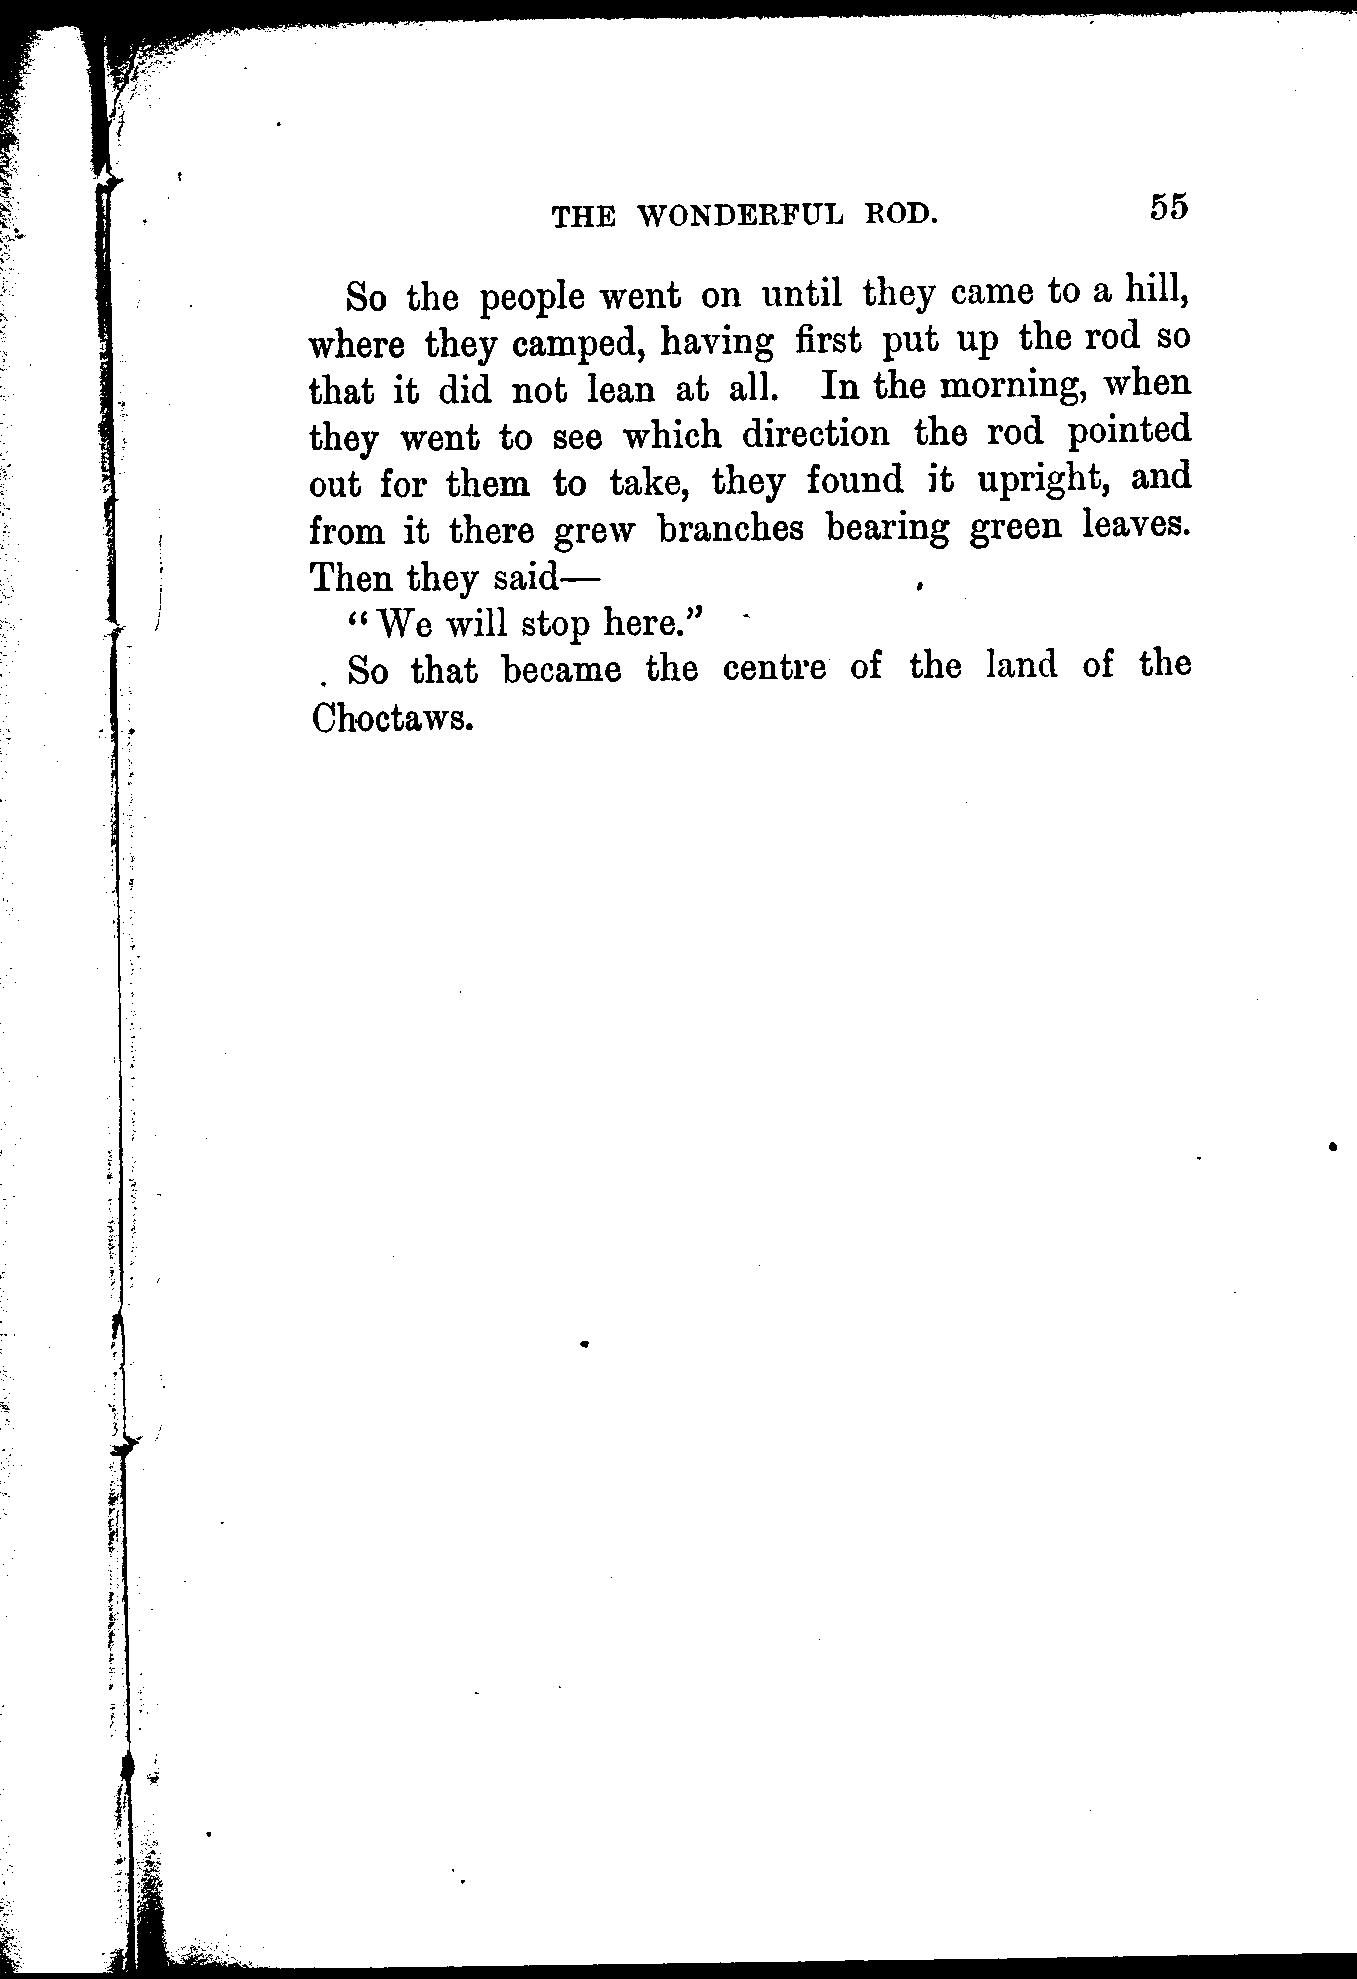 THE WONDERFUL ROD. 55
So the people went on until they came to a hill,
where they camped, having first put up the rod so
that it did not lean at all. In the morning, when
they went to see which direction the rod pointed
out for them to take, they found it upright, and
from it there grew branches bearing green leaves.
Then they said—
“We will stop here.”
So that became the centre of the land of the
Choctaws.